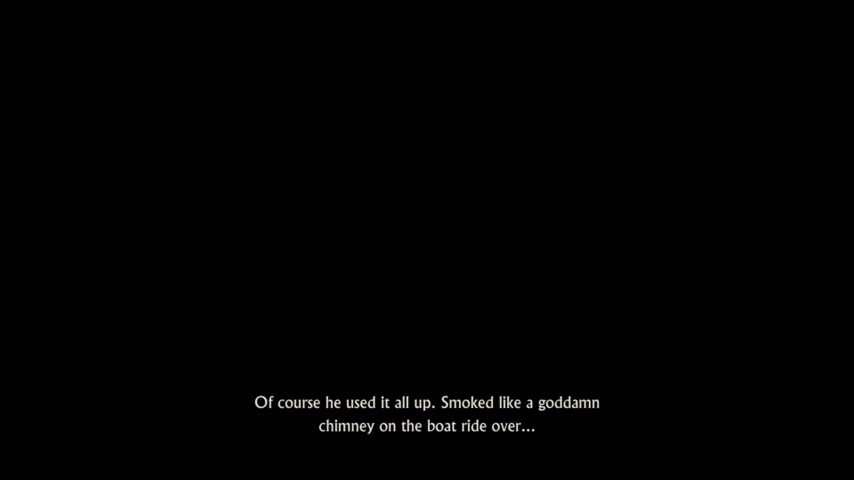 Of course he used it all up. Smoked like a goddamn
chimney on the boat ride over...